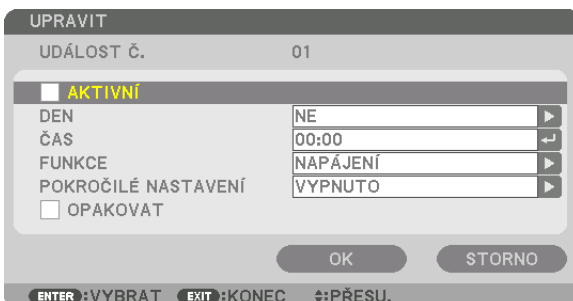 UPRAVIT
UDÁLOST Č. 01
AKTIVNÍ
DEN NE
ČAS 00:00
FUNKCE NAPÁJENÍ
POKROČILÉ NASTAVENÍ VYPNUTO
OPAKOVAT
OK STORNO
ENTER :VYBRAT EXIT :KONEC :PŘESU.